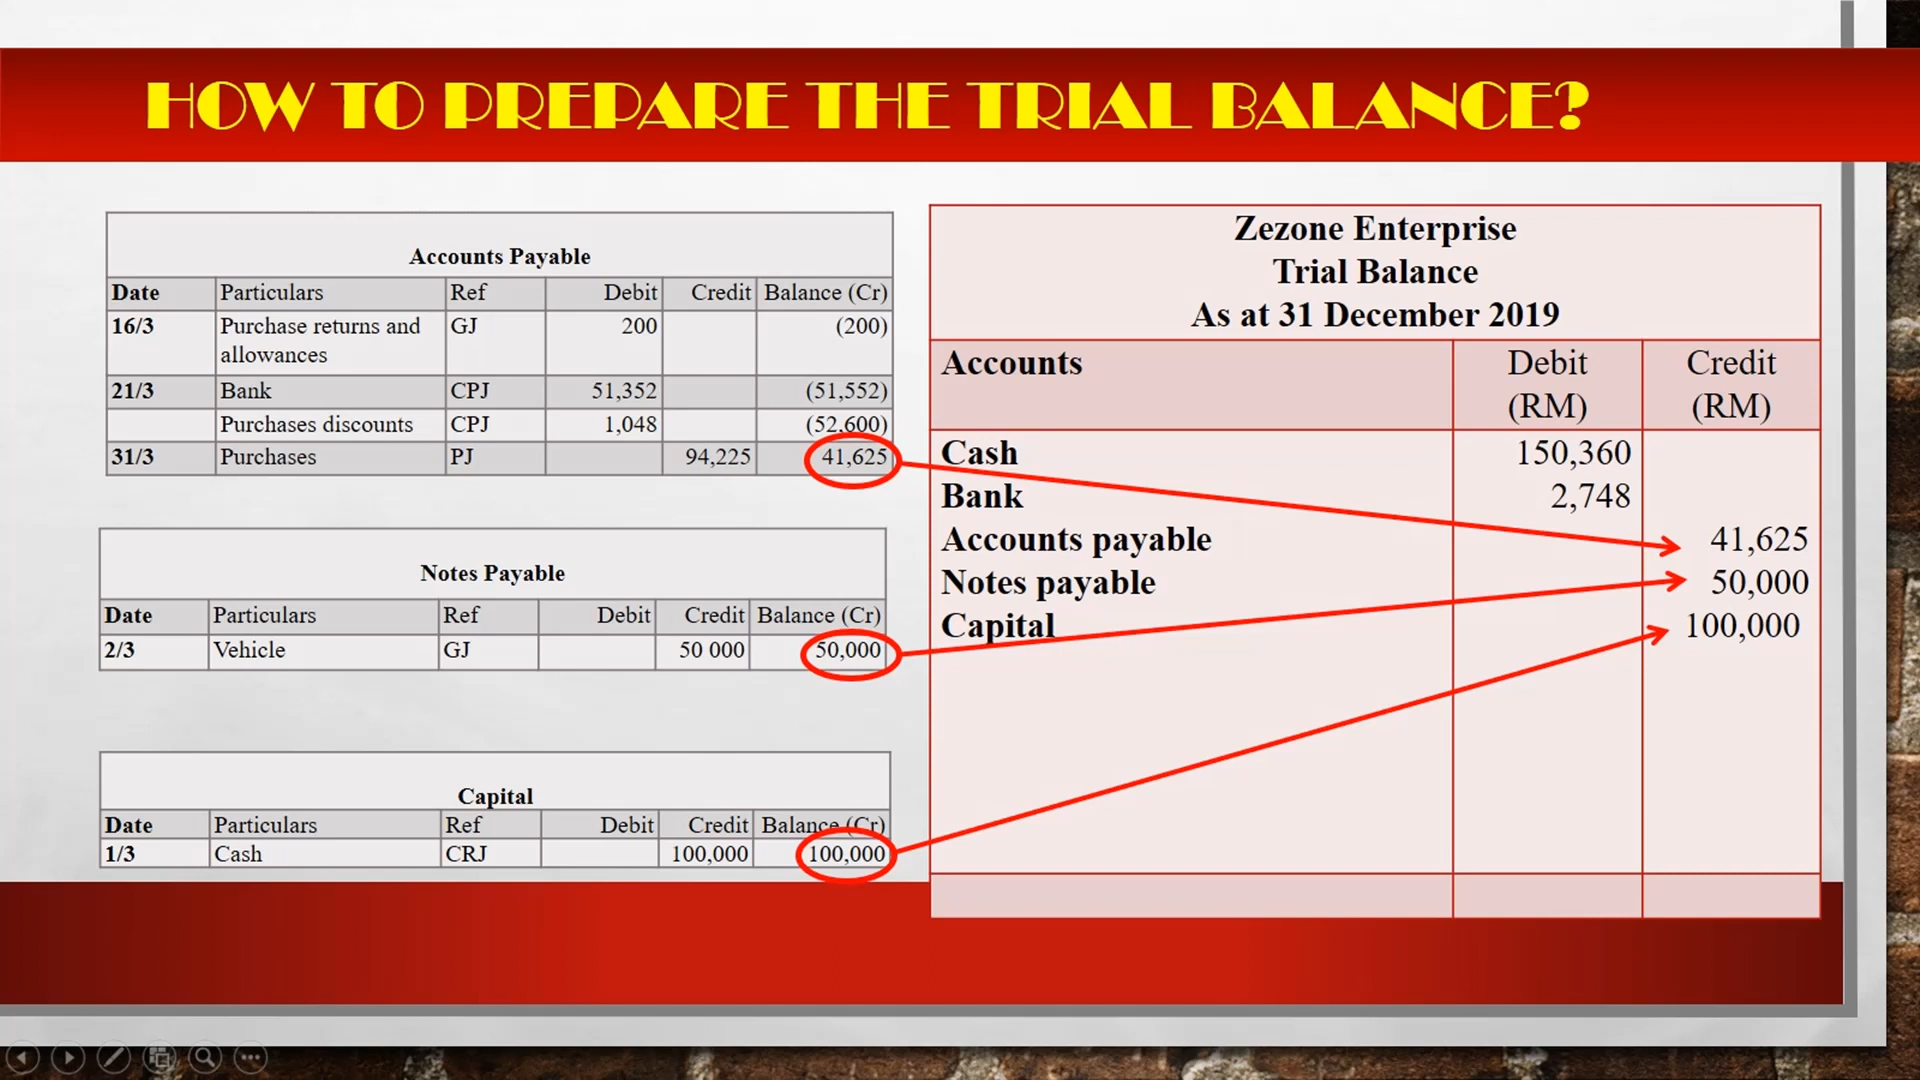 HOW TO PREPARE THE TRIAL BALANCE?
Accounts Payable
Date Particulars Ref Debit Credit Balance (Cr)
16/3 Purchase returns and GJ 200 (200)
allowances
21/3 Bank CPJ 51,352 (51,552)
Purchases discounts CPJ 1,048 (52,600)
31/3 Purchases PJ 94,225 41,625
Notes Payable
Date Particulars Ref Debit Credit Balance (Cr)
2/3 Vehicle GJ 50 000 50,000
Capital
Date Particulars Ref Debit Credit Balance (Cr)
1/3 Cash CRJ 100,000 100,000
Zezone Enterprise
Trial Balance
As at 31 December 2019
Accounts Debit Credit
(RM) (RM)
Cash 150,360
Bank 2,748
Accounts payable 41,625
Notes payable 50,000
Capital 100,000